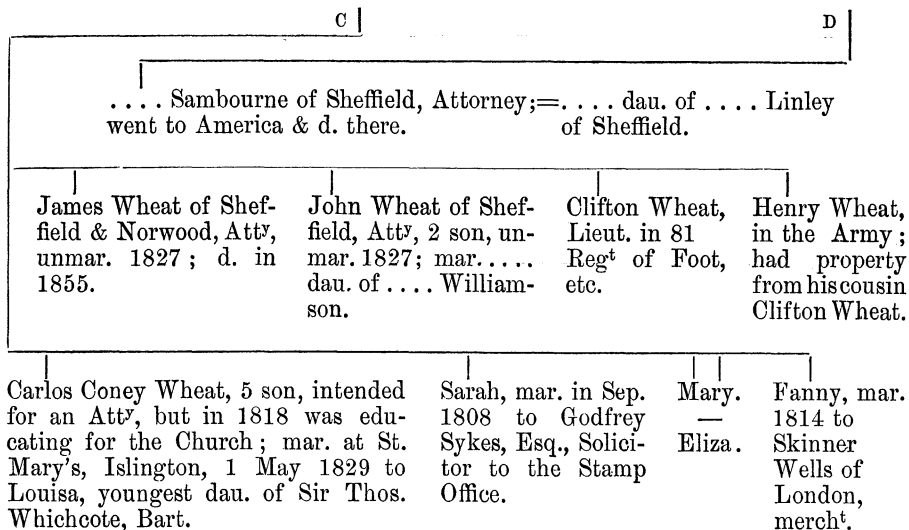 C D
.... Sambourne of Sheffield, Attorney;=.... dau. of .... Linley
went to America & d. there. of Sheffield.
James Wheat of Shef-
field & Norwood, Attʸ,
unmar. 1827 ; d. in
1855.
John Wheat of Shef-
field, Attʸ, 2 son, un-
mar. 1827; mar.....
dau. of .... William-
son.
Clifton Wheat,
Lieut. in 81
Regᵗ of Foot,
etc.
Henry Wheat,
in the Army ;
had property
from his cousin
Clifton Wheat.
Carlos Coney Wheat, 5 son, intended
for an Attʸ, but in 1818 was edu-
cating for the Church ; mar. at St.
Mary's, Islington, 1 May 1829 to
Louisa, youngest dau. of Sir Thos.
Whichcote, Bart.
Sarah, mar. in Sep.
1808 to Godfrey
Sykes, Esq., Solici-
tor to the Stamp
Office.
Mary.
—
Eliza.
Fanny, mar.
1814 to
Skinner
Wells of
London,
merchᵗ.